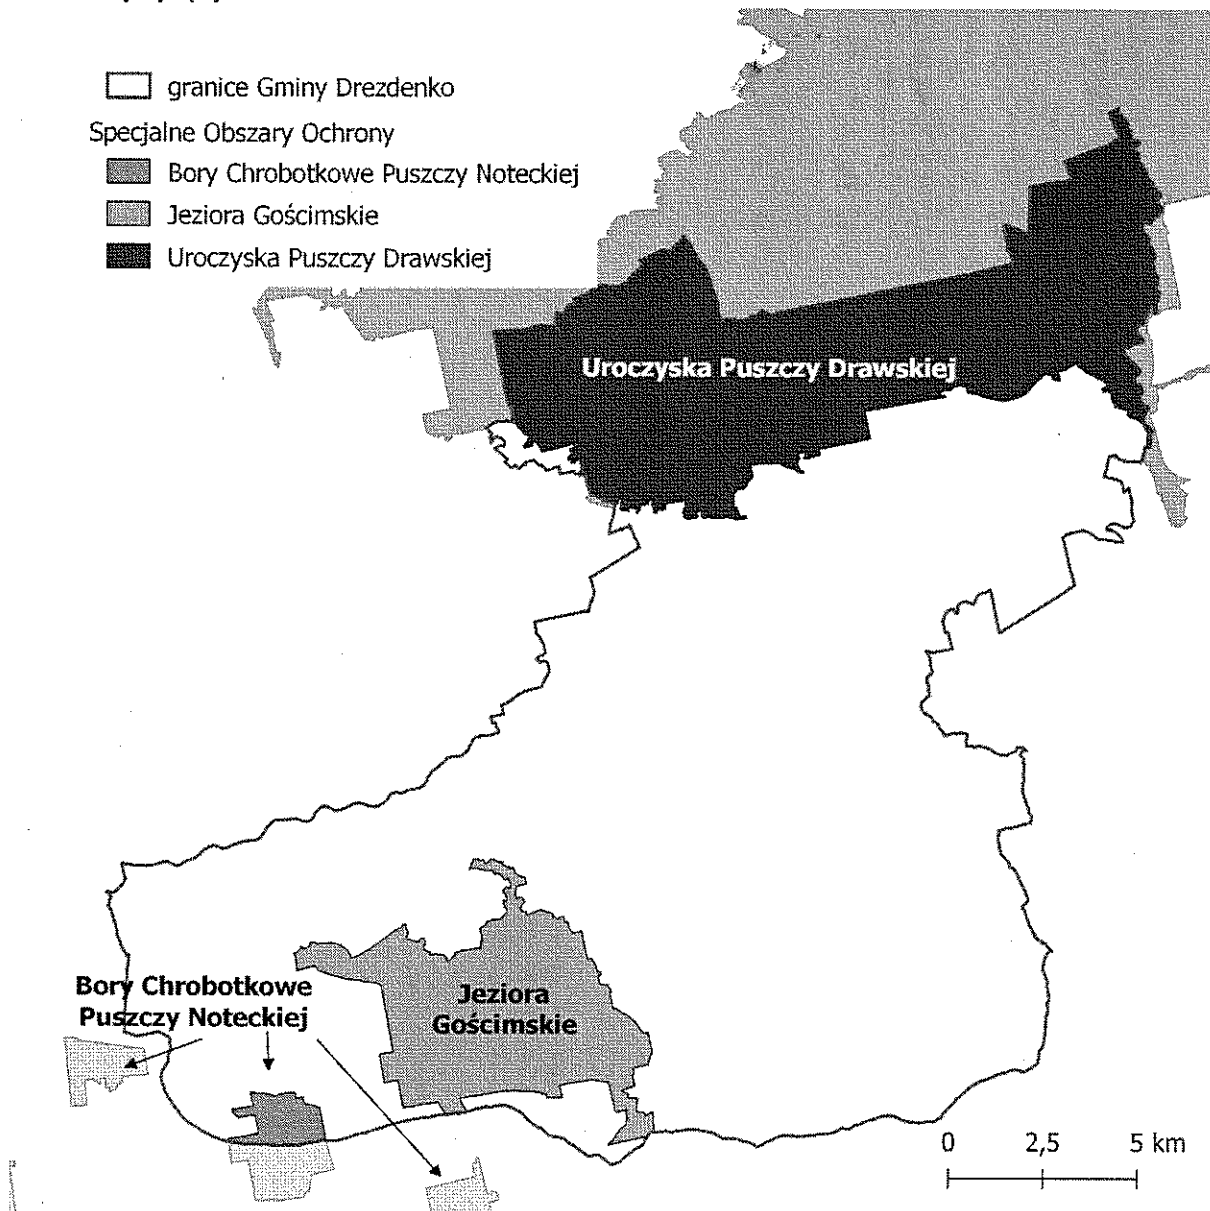 granice Gminy Drezdenko
Specjalne Obszary Ochrony
Bory Chrobotkowe Puszczy Noteckiej
Jeziora Gościmskie
Uroczyska Puszczy Drawskiej
Uroczyska Puszczy Drawskiej
Bory Chrobotkowe
Puszczy Noteckiej
Jeziora
Gościmskie
0 2,5 5 km